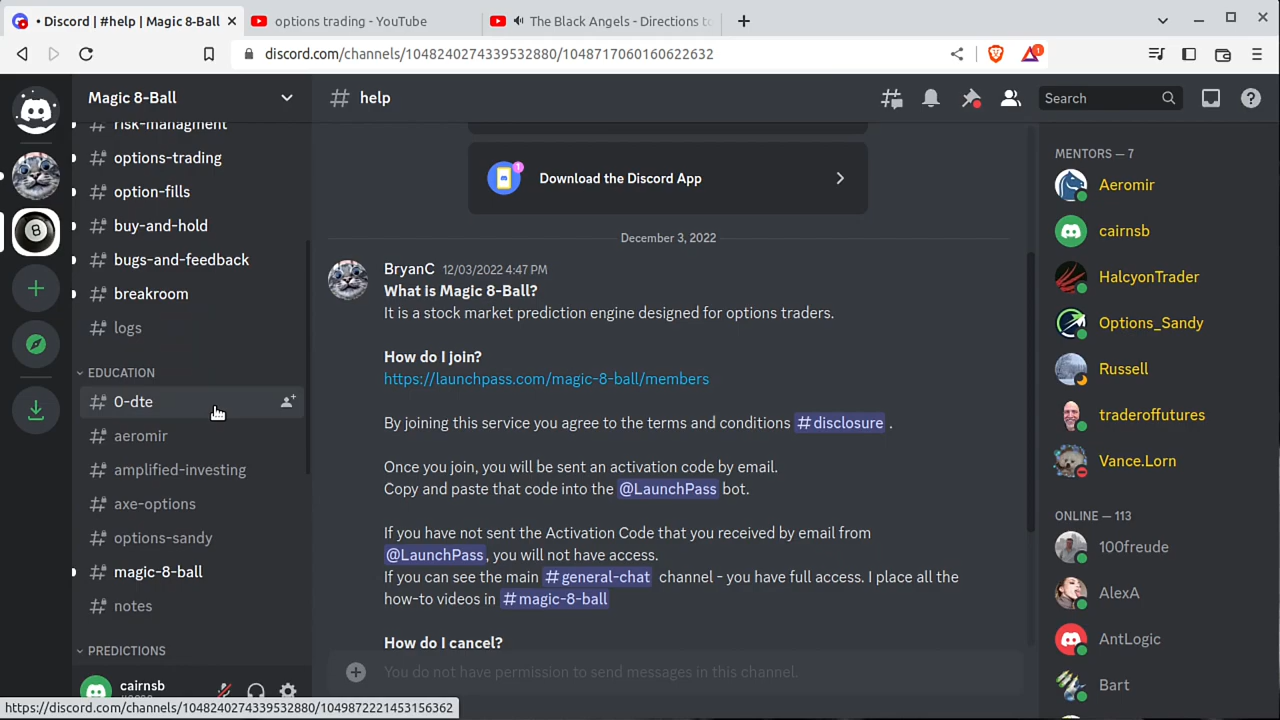 • Discord | #help | Magic 8-Ball
options trading - YouTube
The Black Angels - Directions to
discord.com/channels/1048240274339532880/1048717060160622632
1
Magic 8-Ball
help
Search
risk-managment
options-trading
option-fills
buy-and-hold
bugs-and-feedback
breakroom
logs
EDUCATION
0-dte
aeromir
amplified-investing
axe-options
options-sandy
magic-8-ball
notes
PREDICTIONS
cairnsb
8
1
Download the Discord App
December 3, 2022
BryanC 12/03/2022 4:47 PM
What is Magic 8-Ball?
It is a stock market prediction engine designed for options traders.
How do I join?
https://launchpass.com/magic-8-ball/members
By joining this service you agree to the terms and conditions #disclosure .
Once you join, you will be sent an activation code by email.
Copy and paste that code into the @LaunchPass bot.
If you have not sent the Activation Code that you received by email from
@LaunchPass, you will not have access.
If you can see the main #general-chat channel - you have full access. I place all the
how-to videos in #magic-8-ball
How do I cancel?
You do not have permission to send messages in this channel.
MENTORS — 7
Aeromir
cairnsb
HalcyonTrader
Options_Sandy
Russell
traderoffutures
Vance.Lorn
ONLINE — 113
100freude
AlexA
AntLogic
Bart
https://discord.com/channels/1048240274339532880/1049872221453156362